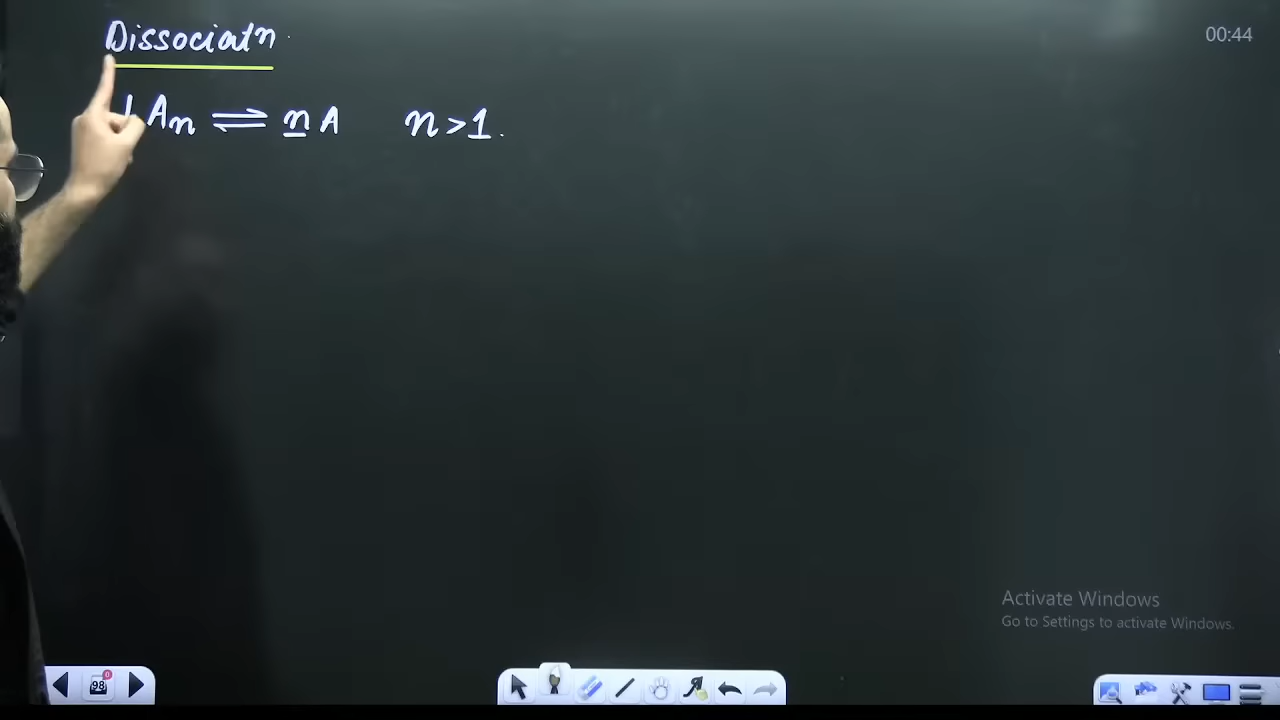 Dissociatn
00:44
1 An ⇌ n A n > 1.
Activate Windows
Go to Settings to activate Windows.
98